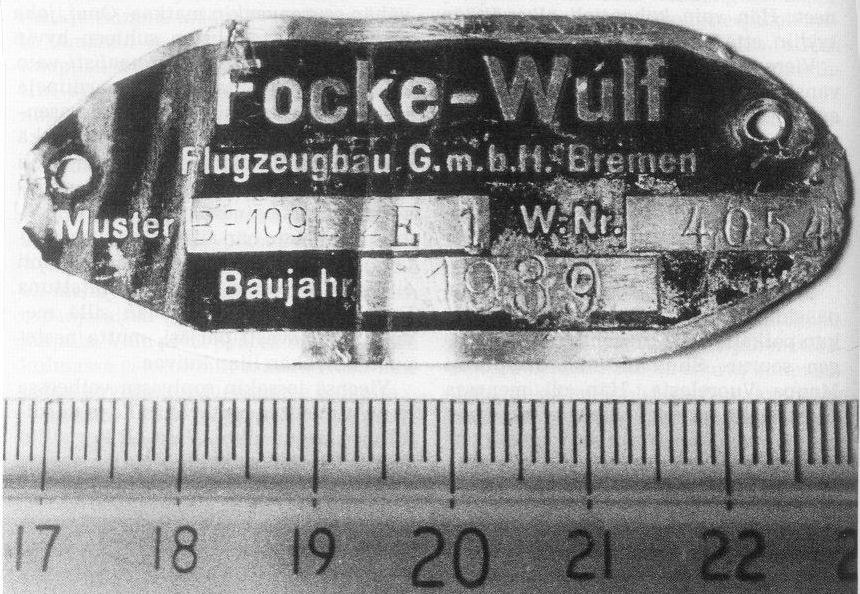 Focke-Wulf
Flugzeugbau G.m.b.H. Bremen
Muster BF109 E 1 W.-Nr. 4054
Baujahr 1939
17 18 19 20 21 22